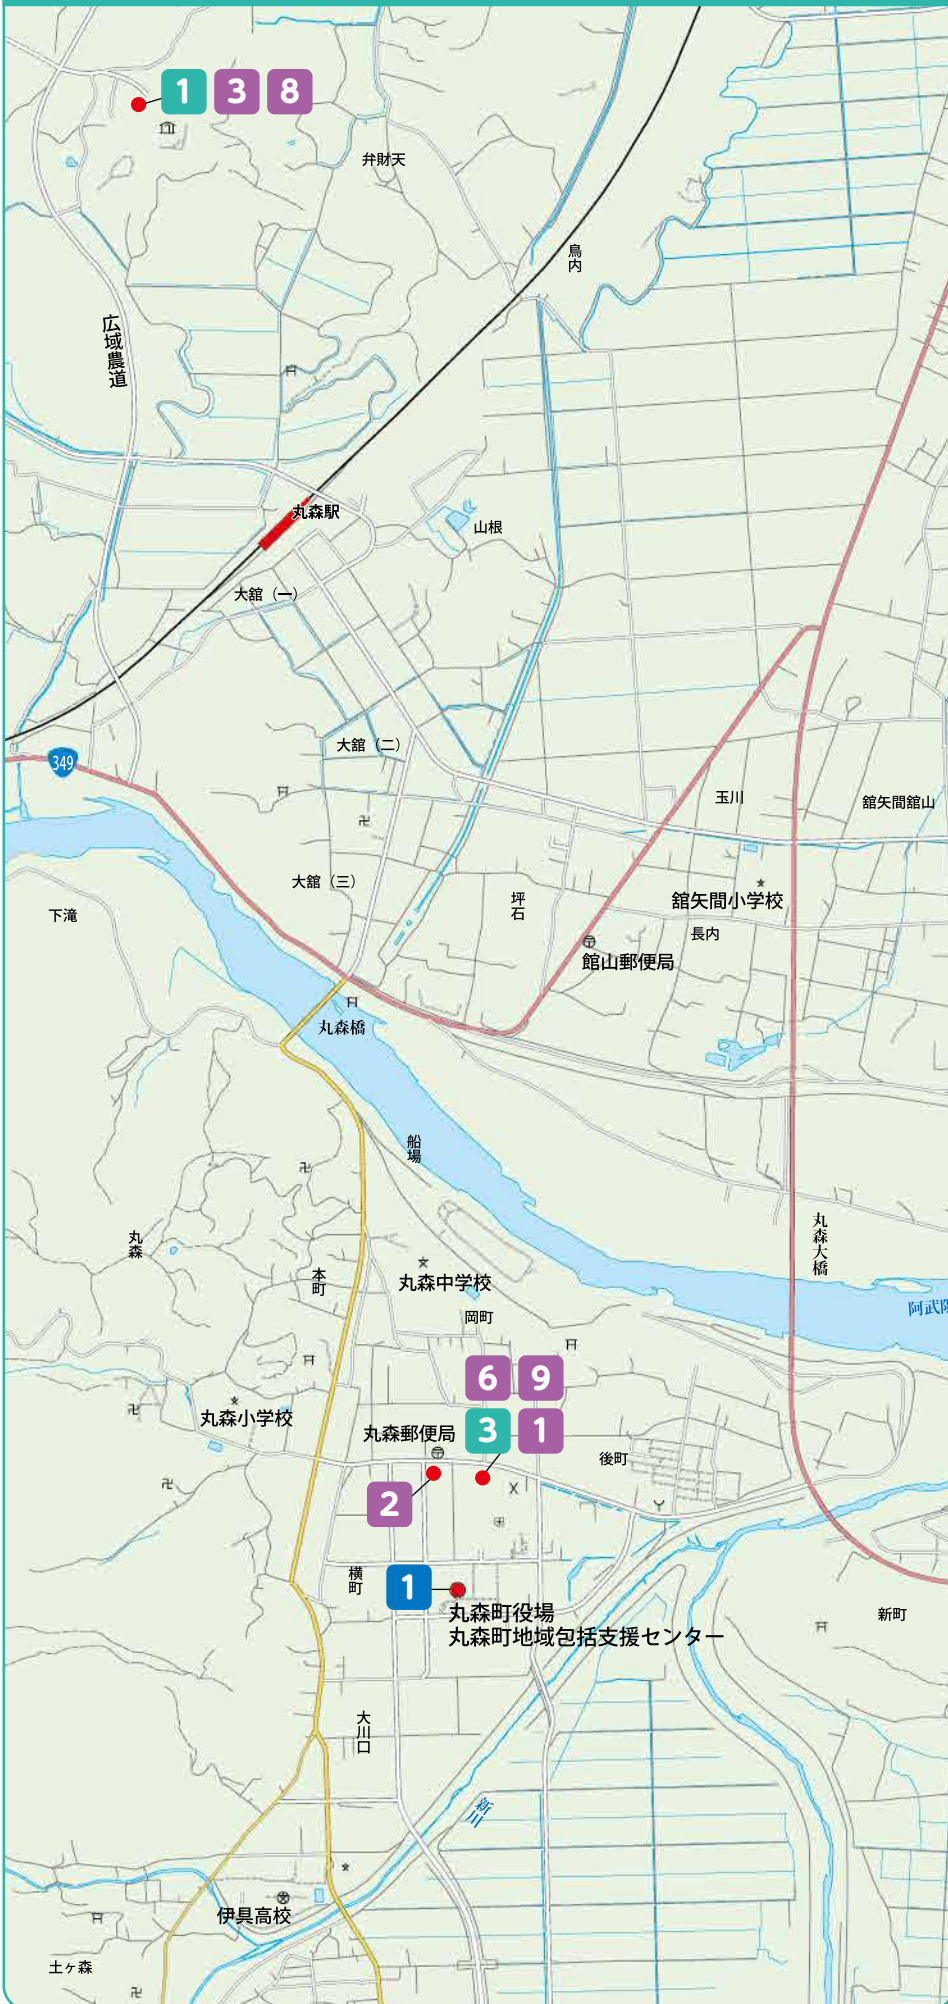 1 3 8
弁財天
鳥内
広域農道
丸森駅
山根
大舘（一）
大舘（二）
349
玉川
舘矢間舘山
大舘（三）
坪石
舘矢間小学校
長内
下滝
館山郵便局
丸森橋
船場
丸森
丸森大橋
本町
丸森中学校
阿武隈
岡町
6 9
丸森小学校
丸森郵便局
3 1
後町
2
横町
1
丸森町役場
丸森町地域包括支援センター
新町
大川口
新川
伊具高校
土ヶ森